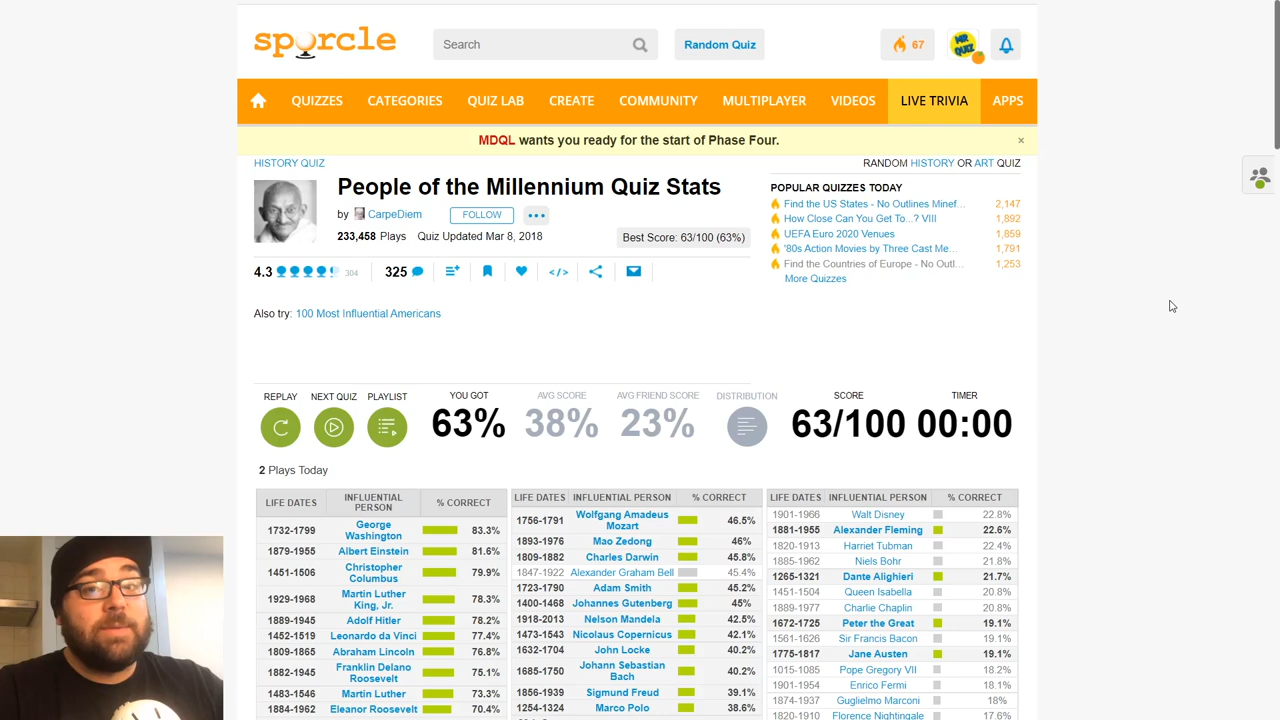 sporcle
Search
Random Quiz
67
MR QUIZ
QUIZZES CATEGORIES QUIZ LAB CREATE COMMUNITY MULTIPLAYER VIDEOS LIVE TRIVIA APPS
MDQL wants you ready for the start of Phase Four.
×
HISTORY QUIZ
RANDOM HISTORY OR ART QUIZ
People of the Millennium Quiz Stats
by CarpeDiem FOLLOW
233,458 Plays Quiz Updated Mar 8, 2018
Best Score: 63/100 (63%)
4.3 304 325 </>
POPULAR QUIZZES TODAY
Find the US States - No Outlines Minef... 2,147
How Close Can You Get To...? VIII 1,892
UEFA Euro 2020 Venues 1,859
'80s Action Movies by Three Cast Me... 1,791
Find the Countries of Europe - No Outl... 1,253
More Quizzes
Also try: 100 Most Influential Americans
REPLAY NEXT QUIZ PLAYLIST
YOU GOT
63%
AVG SCORE
38%
AVG FRIEND SCORE
23%
DISTRIBUTION
SCORE
63/100
TIMER
00:00
2 Plays Today
LIFE DATES INFLUENTIAL PERSON % CORRECT
1732-1799 George Washington 83.3%
1879-1955 Albert Einstein 81.6%
1451-1506 Christopher Columbus 79.9%
1929-1968 Martin Luther King, Jr. 78.3%
1889-1945 Adolf Hitler 78.2%
1452-1519 Leonardo da Vinci 77.4%
1809-1865 Abraham Lincoln 76.8%
1882-1945 Franklin Delano Roosevelt 75.1%
1483-1546 Martin Luther 73.3%
1884-1962 Eleanor Roosevelt 70.4%
LIFE DATES INFLUENTIAL PERSON % CORRECT
1756-1791 Wolfgang Amadeus Mozart 46.5%
1893-1976 Mao Zedong 46%
1809-1882 Charles Darwin 45.8%
1847-1922 Alexander Graham Bell 45.4%
1723-1790 Adam Smith 45.2%
1400-1468 Johannes Gutenberg 45%
1918-2013 Nelson Mandela 42.5%
1473-1543 Nicolaus Copernicus 42.1%
1632-1704 John Locke 40.2%
1685-1750 Johann Sebastian Bach 40.2%
1856-1939 Sigmund Freud 39.1%
1254-1324 Marco Polo 38.6%
LIFE DATES INFLUENTIAL PERSON % CORRECT
1901-1966 Walt Disney 22.8%
1881-1955 Alexander Fleming 22.6%
1820-1913 Harriet Tubman 22.4%
1885-1962 Niels Bohr 21.8%
1265-1321 Dante Alighieri 21.7%
1451-1504 Queen Isabella 20.8%
1889-1977 Charlie Chaplin 20.8%
1672-1725 Peter the Great 19.1%
1561-1626 Sir Francis Bacon 19.1%
1775-1817 Jane Austen 19.1%
1015-1085 Pope Gregory VII 18.2%
1901-1954 Enrico Fermi 18.1%
1874-1937 Guglielmo Marconi 18%
1820-1910 Florence Nightingale 17.6%